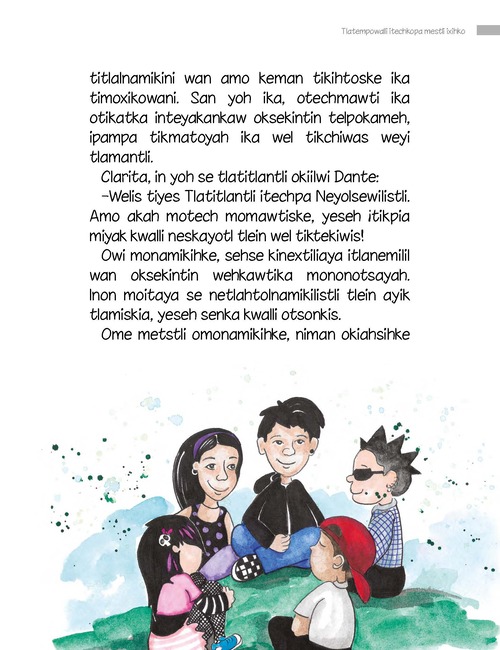 Tlatempowalli itechkopa mestli ixihko
titlalnamikini wan amo keman tikihtoske ika
timoxikowani. San yoh ika, otechmawti ika
otikatka inteyakankaw oksekintin telpokameh,
ipampa tikmatoyah ika wel tikchiwas weyi
tlamantli.
Clarita, in yoh se tlatitlantli okiilwi Dante:
–Welis tiyes Tlatitlantli itechpa Neyolsewilistli.
Amo akah motech momawtiske, yeseh itikpia
miyak kwalli neskayotl tlein wel tiktekiwis!
Owi monamikihke, sehse kinextiliaya itlanemilil
wan oksekintin wehkawtika mononotsayah.
Inon moitaya se netlahtolnamikilistli tlein ayik
tlamiskia, yeseh senka kwalli otsonkis.
Ome metstli omonamikihke, niman okiahsihke